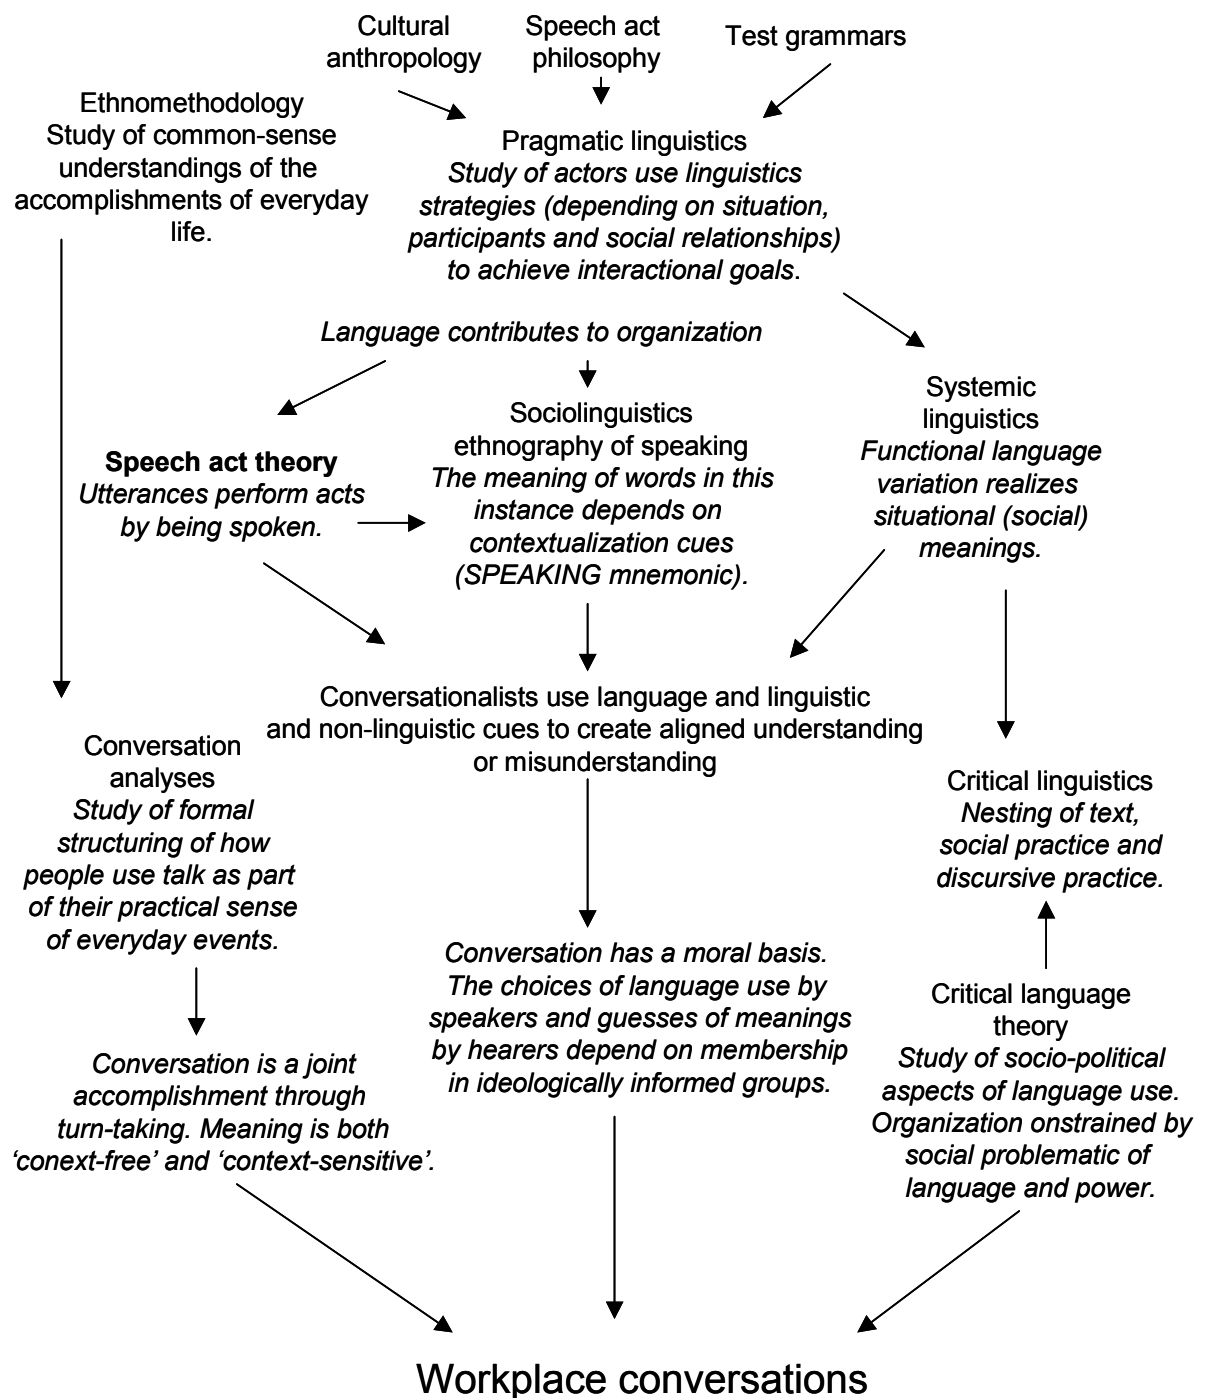 Cultural
anthropology
Speech act
philosophy
Test grammars
Ethnomethodology
Study of common-sense
understandings of the
accomplishments of everyday
life.
Pragmatic linguistics
Study of actors use linguistics
strategies (depending on situation,
participants and social relationships)
to achieve interactional goals.
Language contributes to organization
Speech act theory
Utterances perform acts
by being spoken.
Sociolinguistics
ethnography of speaking
The meaning of words in this
instance depends on
contextualization cues
(SPEAKING mnemonic).
Systemic
linguistics
Functional language
variation realizes
situational (social)
meanings.
Conversationalists use language and linguistic
and non-linguistic cues to create aligned understanding
or misunderstanding
Conversation
analyses
Study of formal
structuring of how
people use talk as part
of their practical sense
of everyday events.
Critical linguistics
Nesting of text,
social practice and
discursive practice.
Conversation has a moral basis.
The choices of language use by
speakers and guesses of meanings
by hearers depend on membership
in ideologically informed groups.
Critical language
theory
Study of socio-political
aspects of language use.
Organization onstrained by
social problematic of
language and power.
Conversation is a joint
accomplishment through
turn-taking. Meaning is both
‘conext-free’ and ‘context-sensitive’.
Workplace conversations